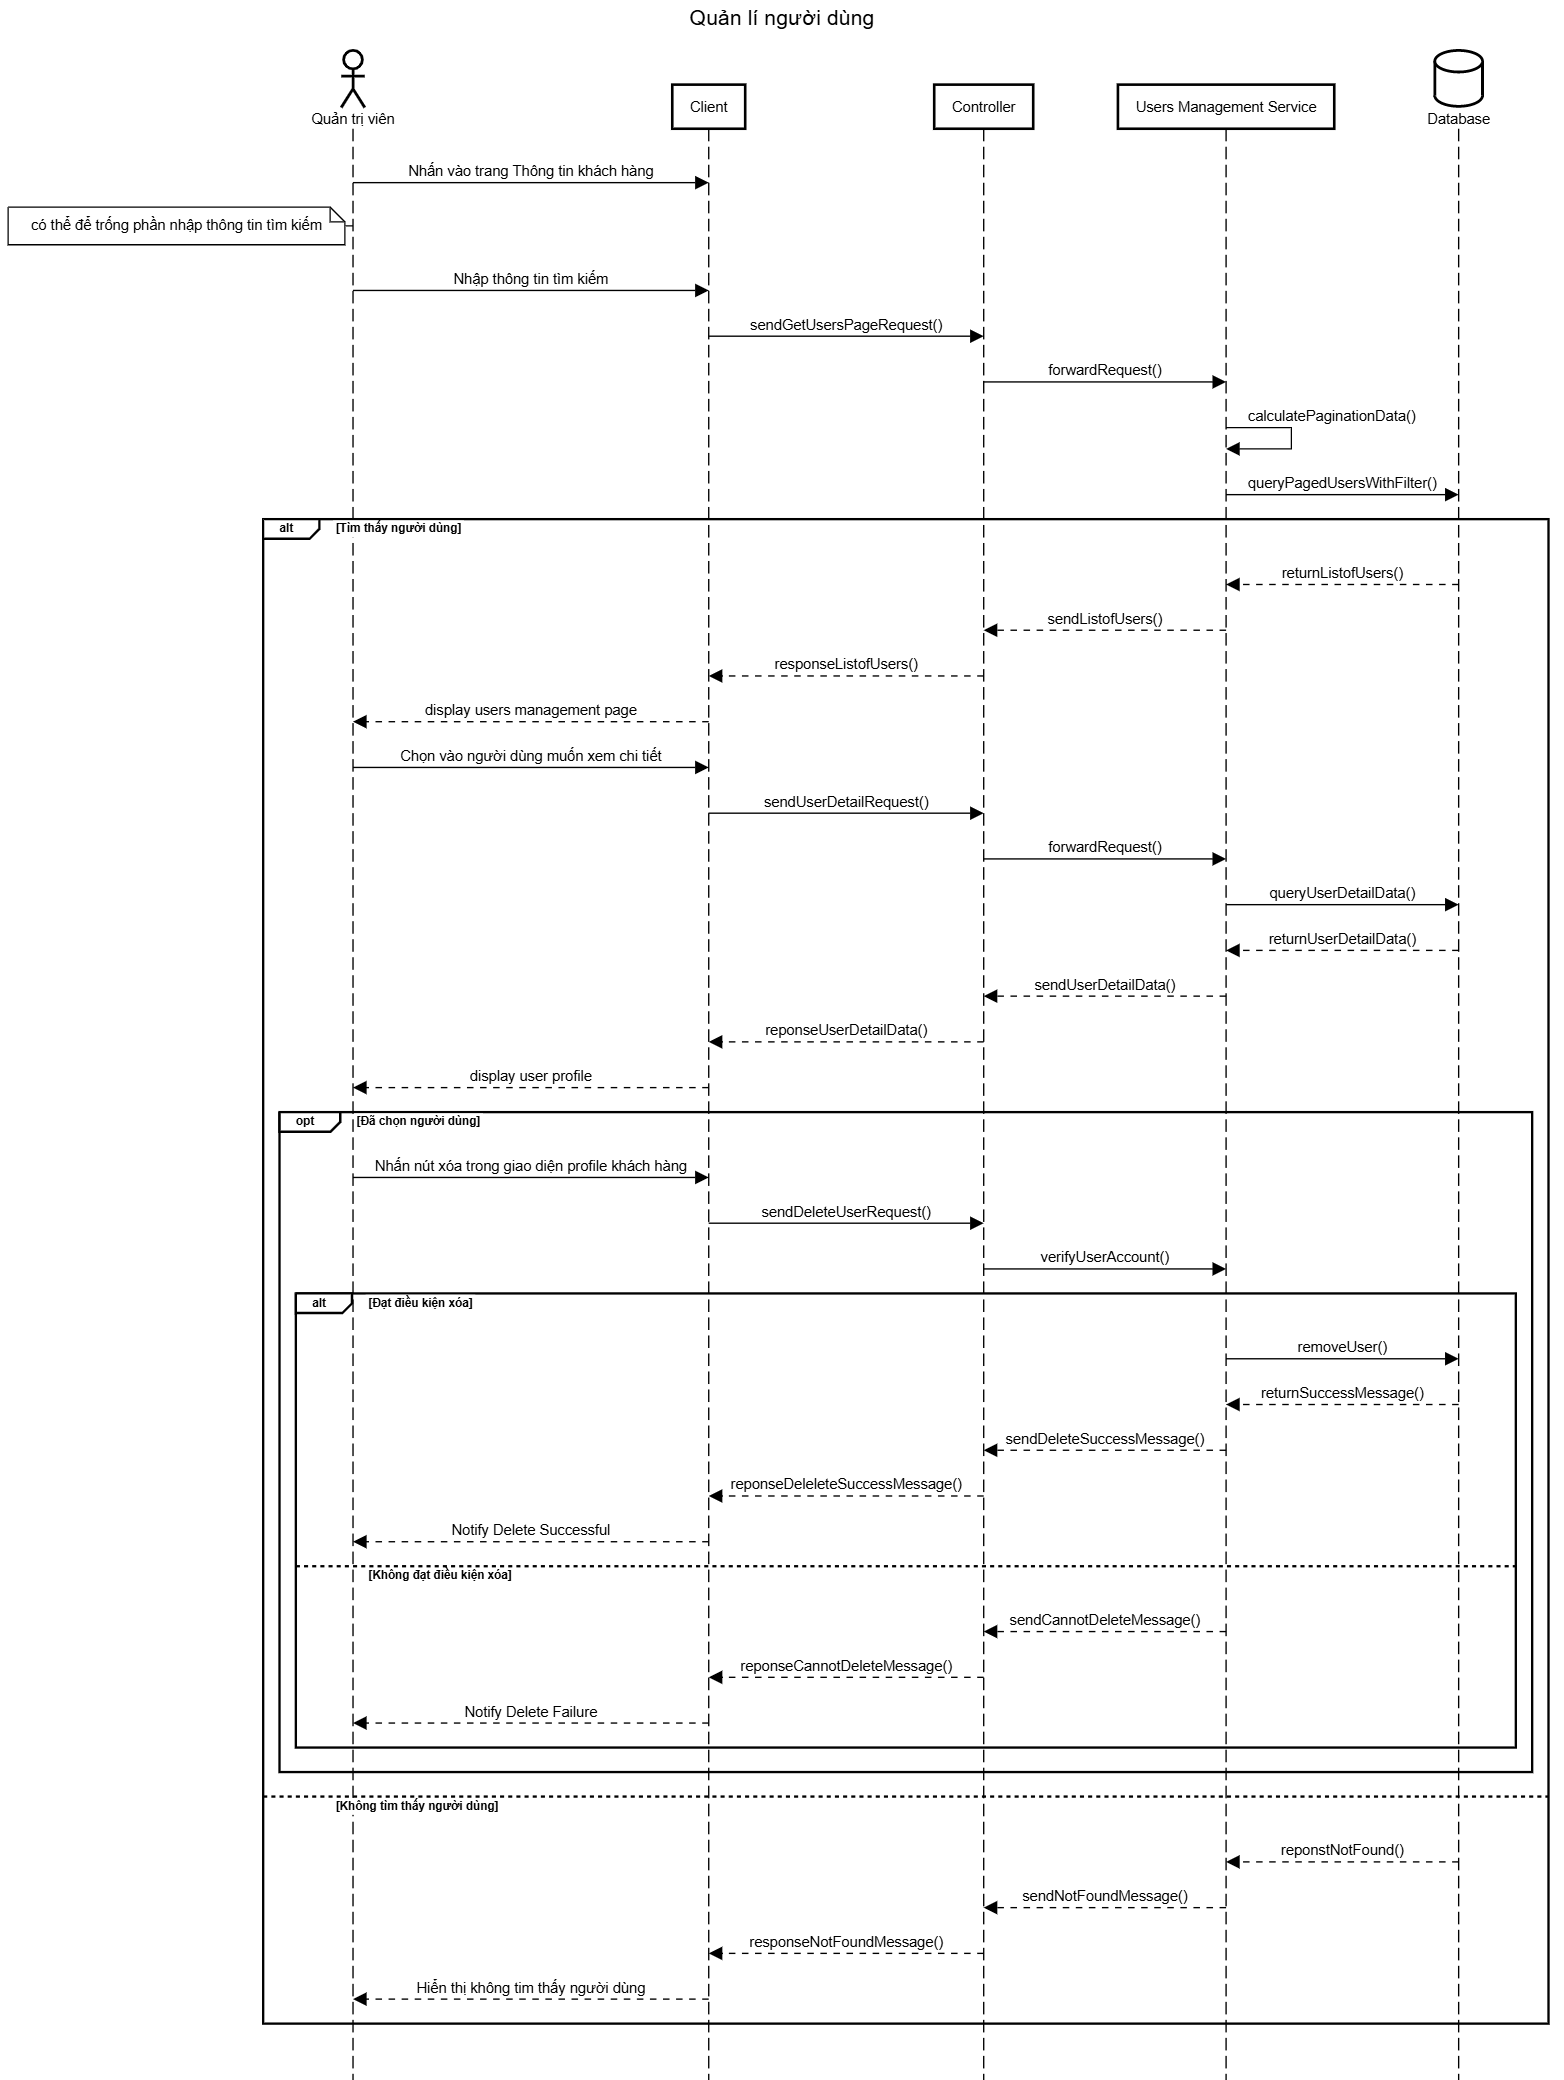 Quản lí người dùng
Quản trị viên
Client
Controller
Users Management Service
Database
Nhấn vào trang Thông tin khách hàng
có thể để trống phần nhập thông tin tìm kiếm
Nhập thông tin tìm kiếm
sendGetUsersPageRequest()
forwardRequest()
calculatePaginationData()
queryPagedUsersWithFilter()
alt [Tìm thấy người dùng]
returnListofUsers()
sendListofUsers()
responseListofUsers()
display users management page
Chọn vào người dùng muốn xem chi tiết
sendUserDetailRequest()
forwardRequest()
queryUserDetailData()
returnUserDetailData()
sendUserDetailData()
reponseUserDetailData()
display user profile
opt [Đã chọn người dùng]
Nhấn nút xóa trong giao diện profile khách hàng
sendDeleteUserRequest()
verifyUserAccount()
alt [Đạt điều kiện xóa]
removeUser()
returnSuccessMessage()
sendDeleteSuccessMessage()
reponseDeleleteSuccessMessage()
Notify Delete Successful
[Không đạt điều kiện xóa]
sendCannotDeleteMessage()
reponseCannotDeleteMessage()
Notify Delete Failure
[Không tìm thấy người dùng]
reponstNotFound()
sendNotFoundMessage()
responseNotFoundMessage()
Hiển thị không tim thấy người dùng